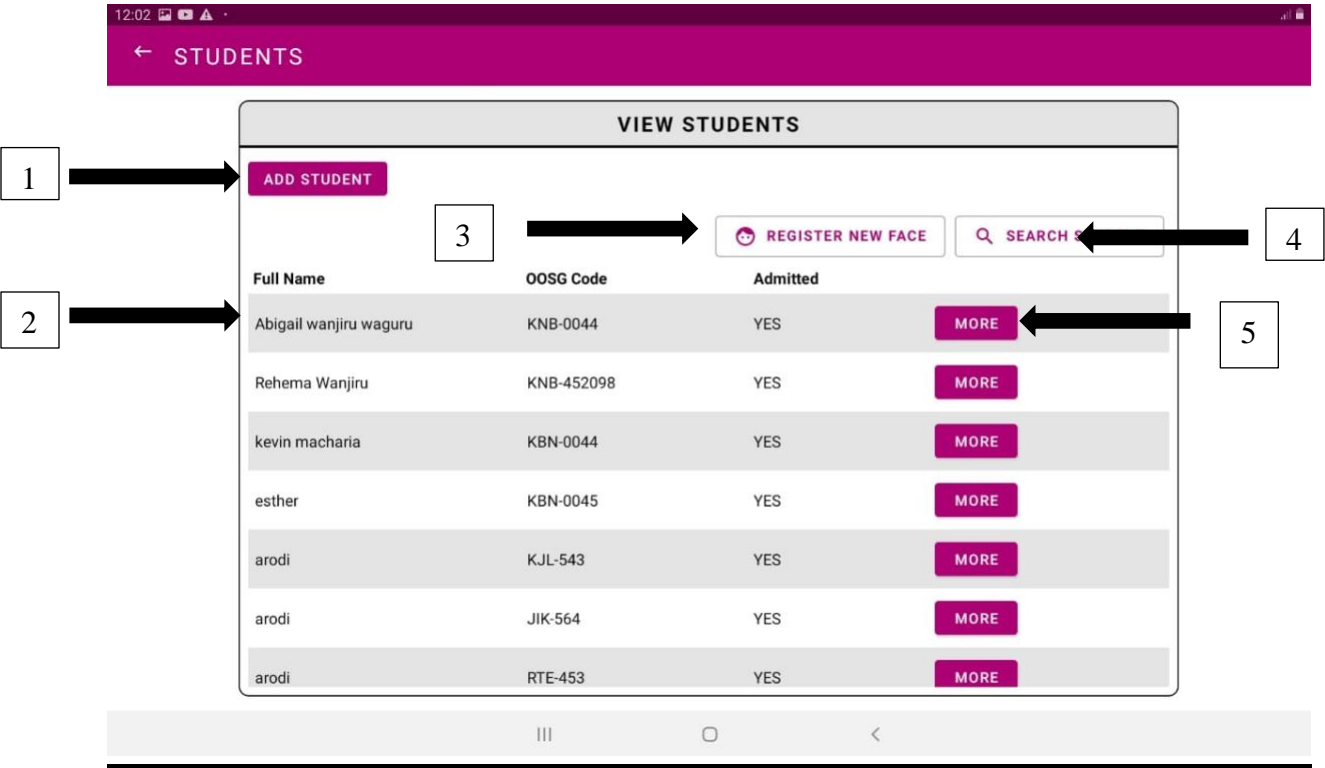 12:02
STUDENTS
VIEW STUDENTS
1
ADD STUDENT
3
REGISTER NEW FACE
SEARCH
4
Full Name OOSG Code Admitted
2
Abigail wanjiru waguru KNB-0044 YES MORE
5
Rehema Wanjiru KNB-452098 YES MORE
kevin macharia KBN-0044 YES MORE
esther KBN-0045 YES MORE
arodi KJL-543 YES MORE
arodi JIK-564 YES MORE
arodi RTE-453 YES MORE